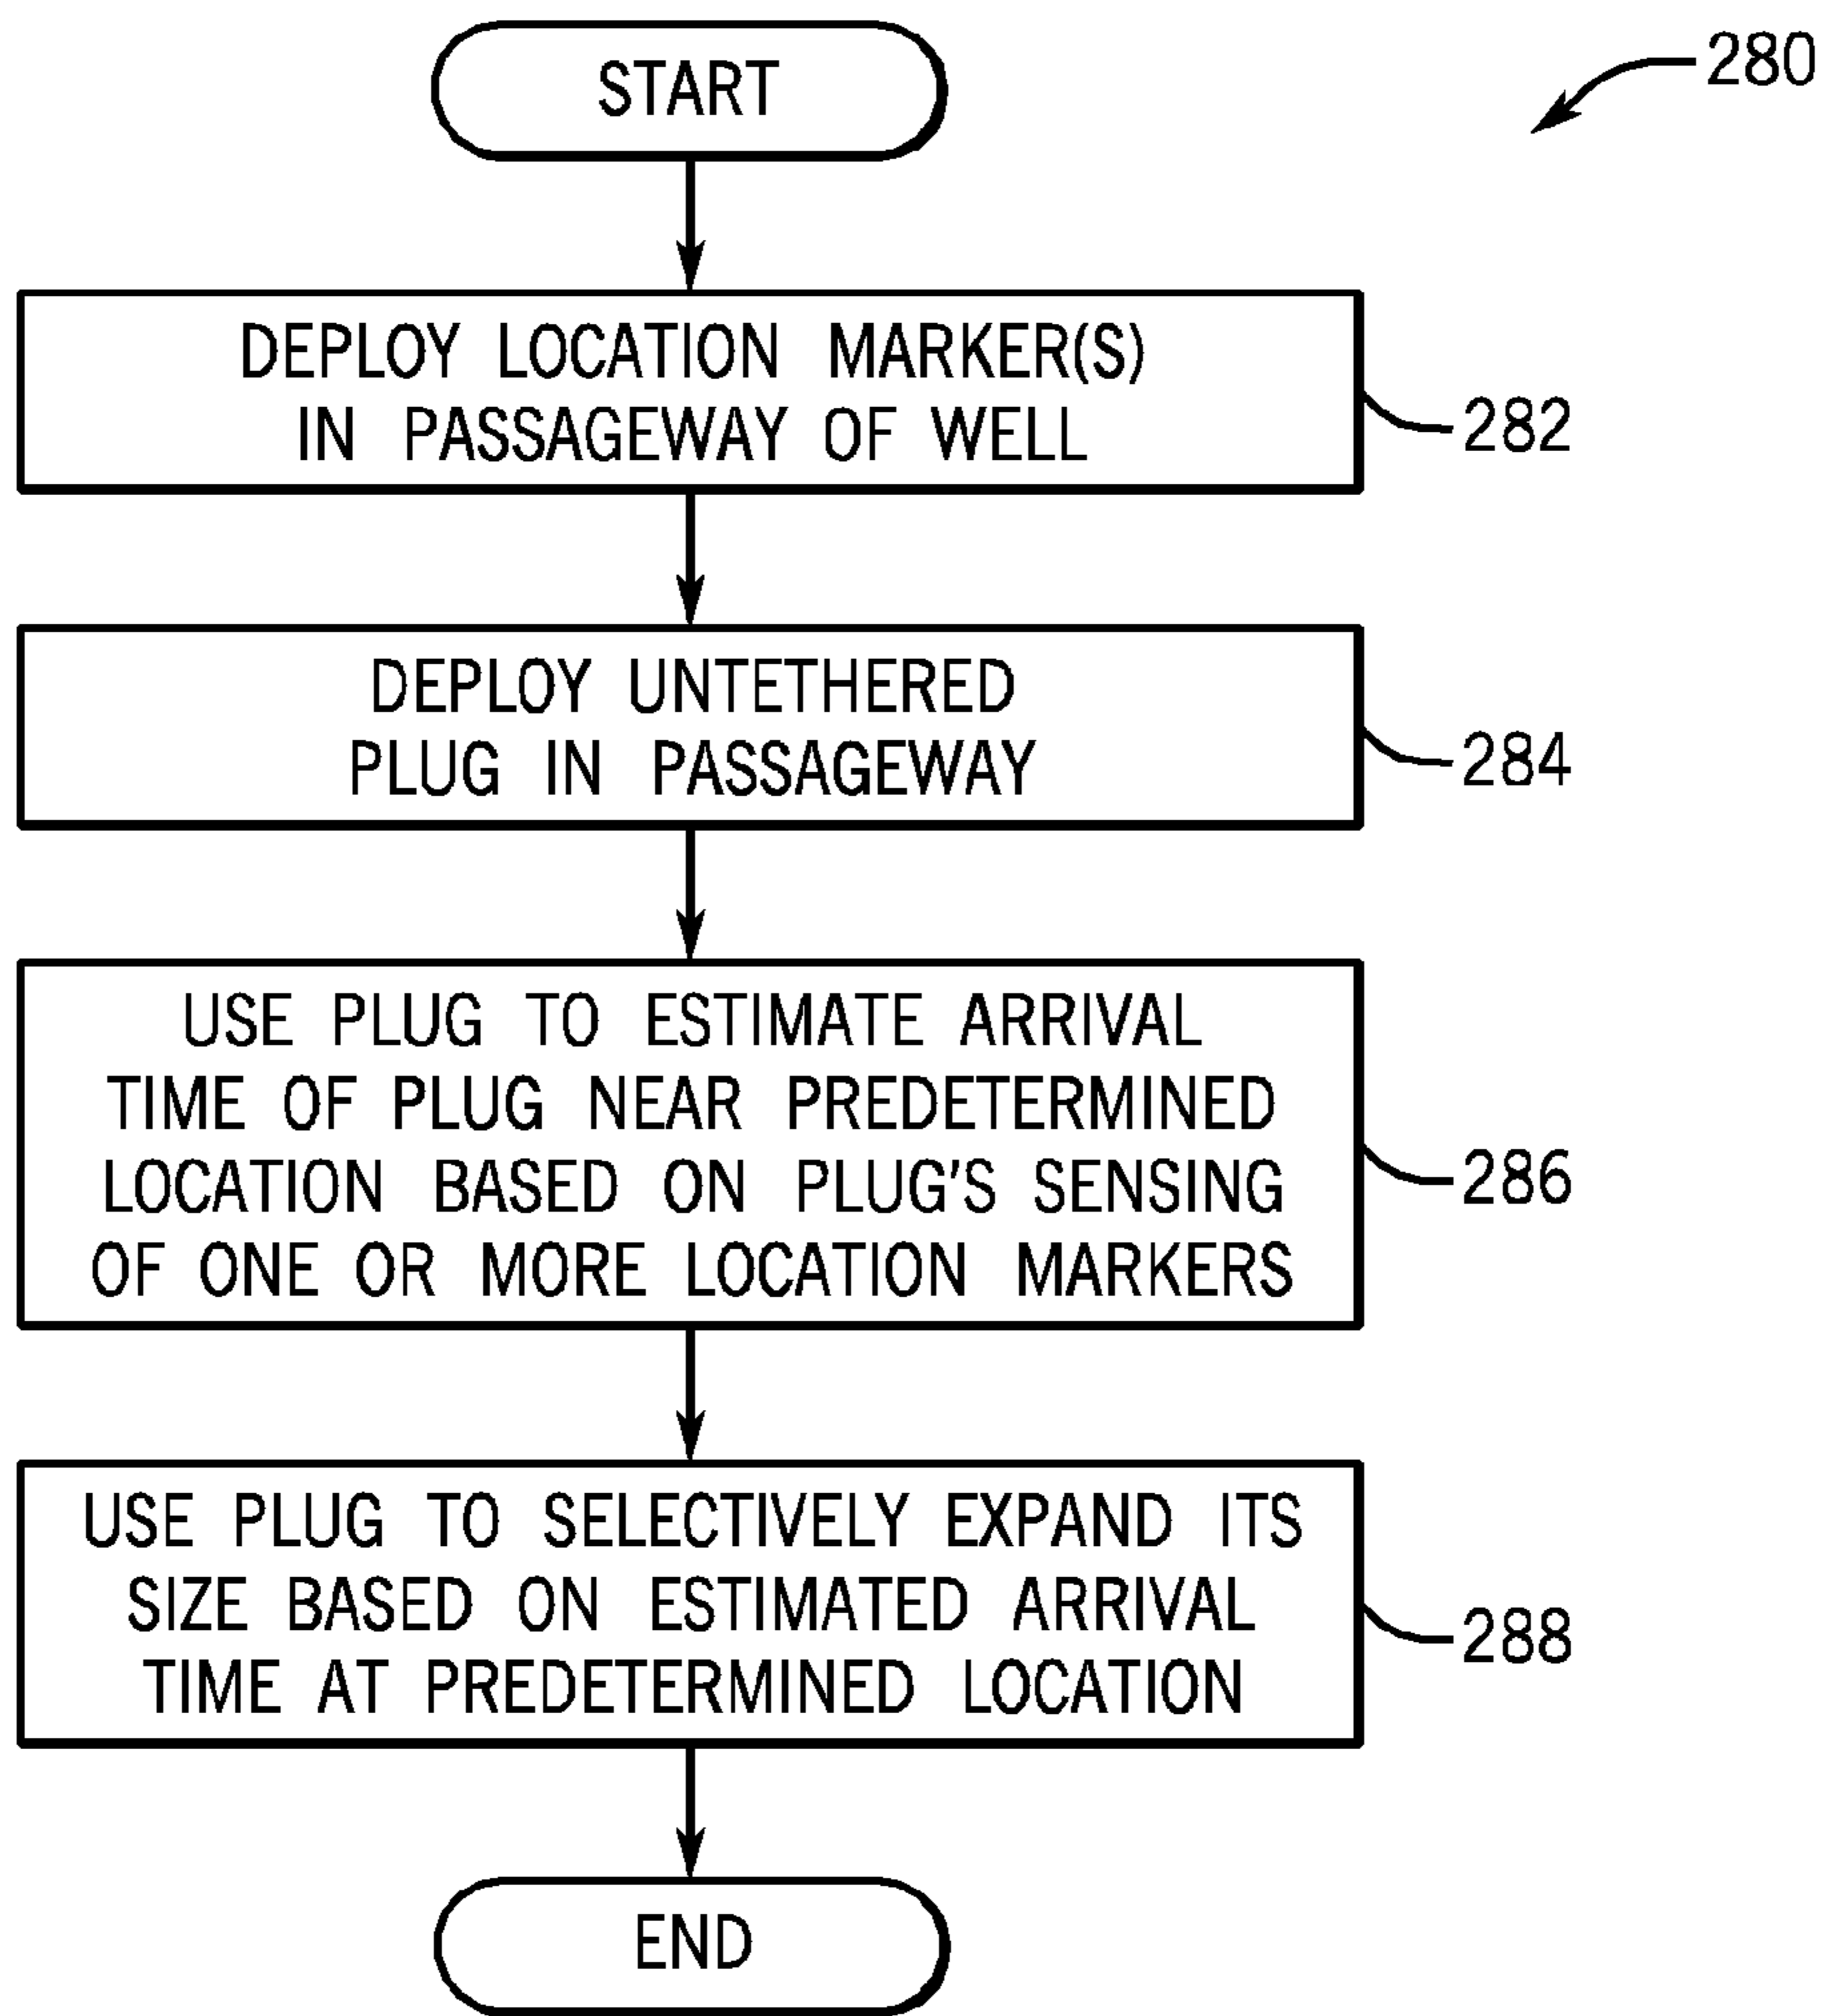 START
280
DEPLOY LOCATION MARKER(S)
IN PASSAGEWAY OF WELL
282
DEPLOY UNTETHERED
PLUG IN PASSAGEWAY
284
USE PLUG TO ESTIMATE ARRIVAL
TIME OF PLUG NEAR PREDETERMINED
LOCATION BASED ON PLUG'S SENSING
OF ONE OR MORE LOCATION MARKERS
286
USE PLUG TO SELECTIVELY EXPAND ITS
SIZE BASED ON ESTIMATED ARRIVAL
TIME AT PREDETERMINED LOCATION
288
END